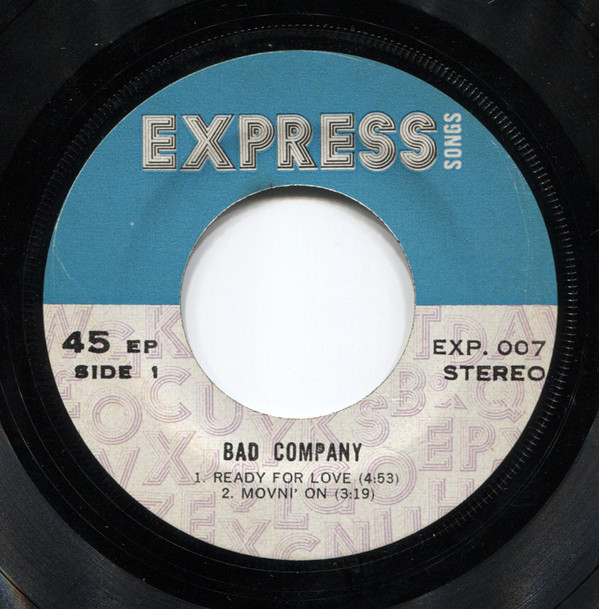 EXPRESS SONGS
45 EP
SIDE 1
EXP. 007
STEREO
BAD COMPANY
1. READY FOR LOVE (4:53)
2. MOVNI' ON (3:19)